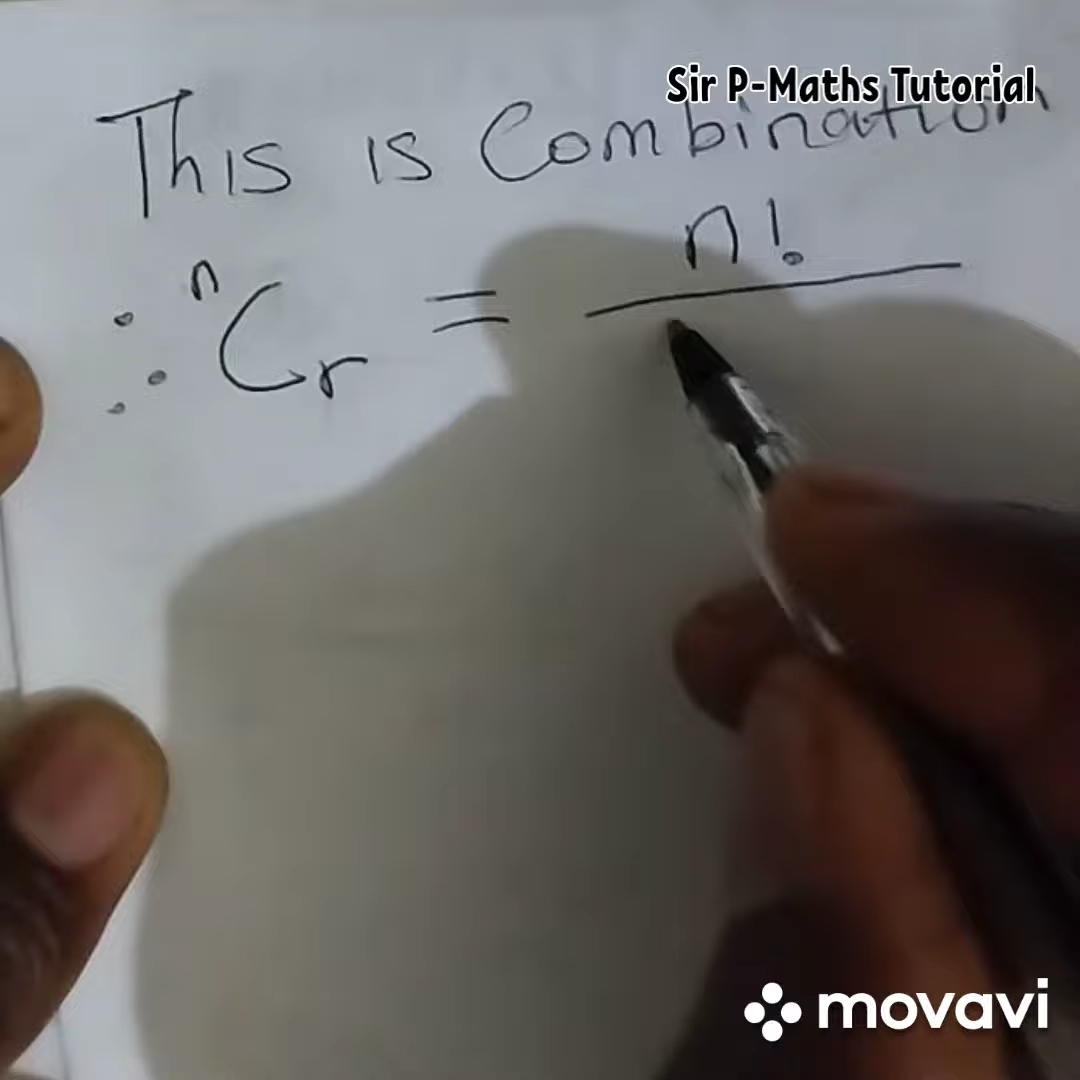 Sir P-Maths Tutorial
This is Combination
∴ ⁿCᵣ = n!
movavi